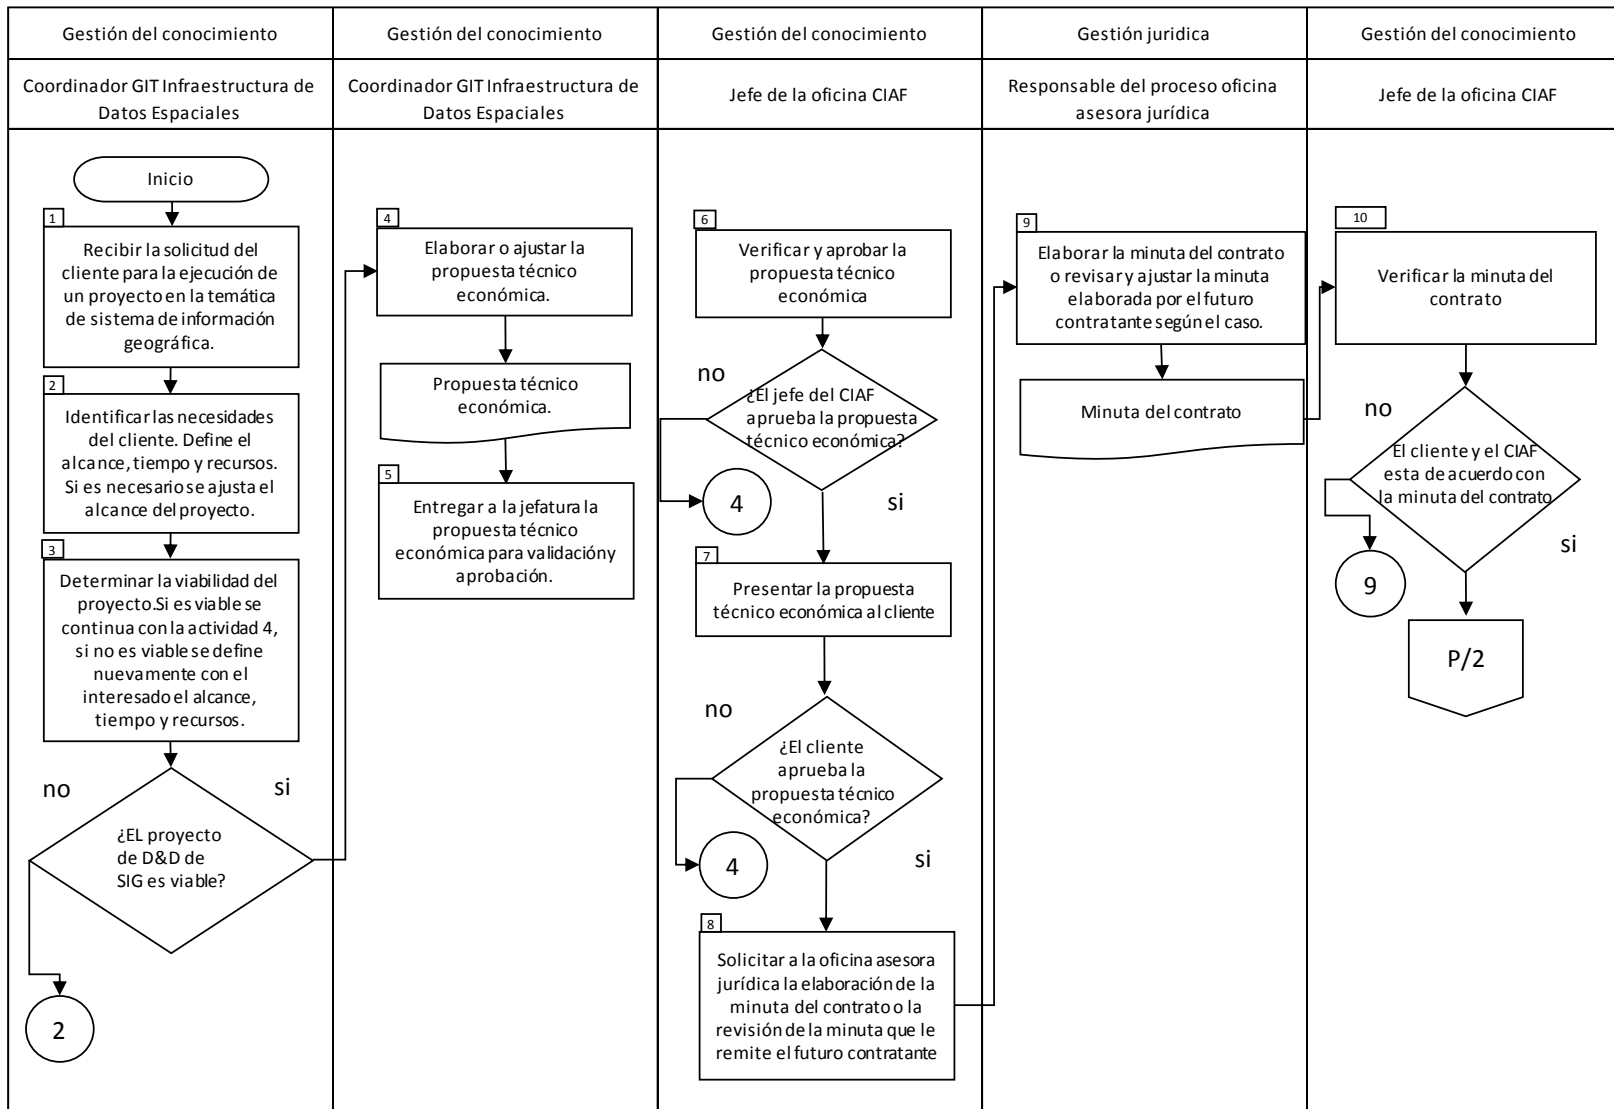 Gestión del conocimiento
Gestión del conocimiento
Gestión del conocimiento
Gestión juridica
Gestión del conocimiento
Coordinador GIT Infraestructura de
Datos Espaciales
Coordinador GIT Infraestructura de
Datos Espaciales
Jefe de la oficina CIAF
Responsable del proceso oficina
asesora jurídica
Jefe de la oficina CIAF
Inicio
1
Recibir la solicitud del
cliente para la ejecución de
un proyecto en la temática
de sistema de información
geográfica.
2
Identificar las necesidades
del cliente. Define el
alcance, tiempo y recursos.
Si es necesario se ajusta el
alcance del proyecto.
3
Determinar la viabilidad del
proyecto.Si es viable se
continua con la actividad 4,
si no es viable se define
nuevamente con el
interesado el alcance,
tiempo y recursos.
no
si
¿EL proyecto
de D&D de
SIG es viable?
2
4
Elaborar o ajustar la
propuesta técnico
económica.
Propuesta técnico
económica.
5
Entregar a la jefatura la
propuesta técnico
económica para validación y
aprobación.
6
Verificar y aprobar la
propuesta técnico
económica
no
¿El jefe del CIAF
aprueba la propuesta
técnico económica?
4
si
7
Presentar la propuesta
técnico económica al cliente
no
¿El cliente
aprueba la
propuesta técnico
económica?
4
si
8
Solicitar a la oficina asesora
jurídica la elaboración de la
minuta del contrato o la
revisión de la minuta que le
remite el futuro contratante
9
Elaborar la minuta del contrato
o revisar y ajustar la minuta
elaborada por el futuro
contratante según el caso.
Minuta del contrato
10
Verificar la minuta del
contrato
no
El cliente y el CIAF
esta de acuerdo con
la minuta del contrato
si
9
P/2